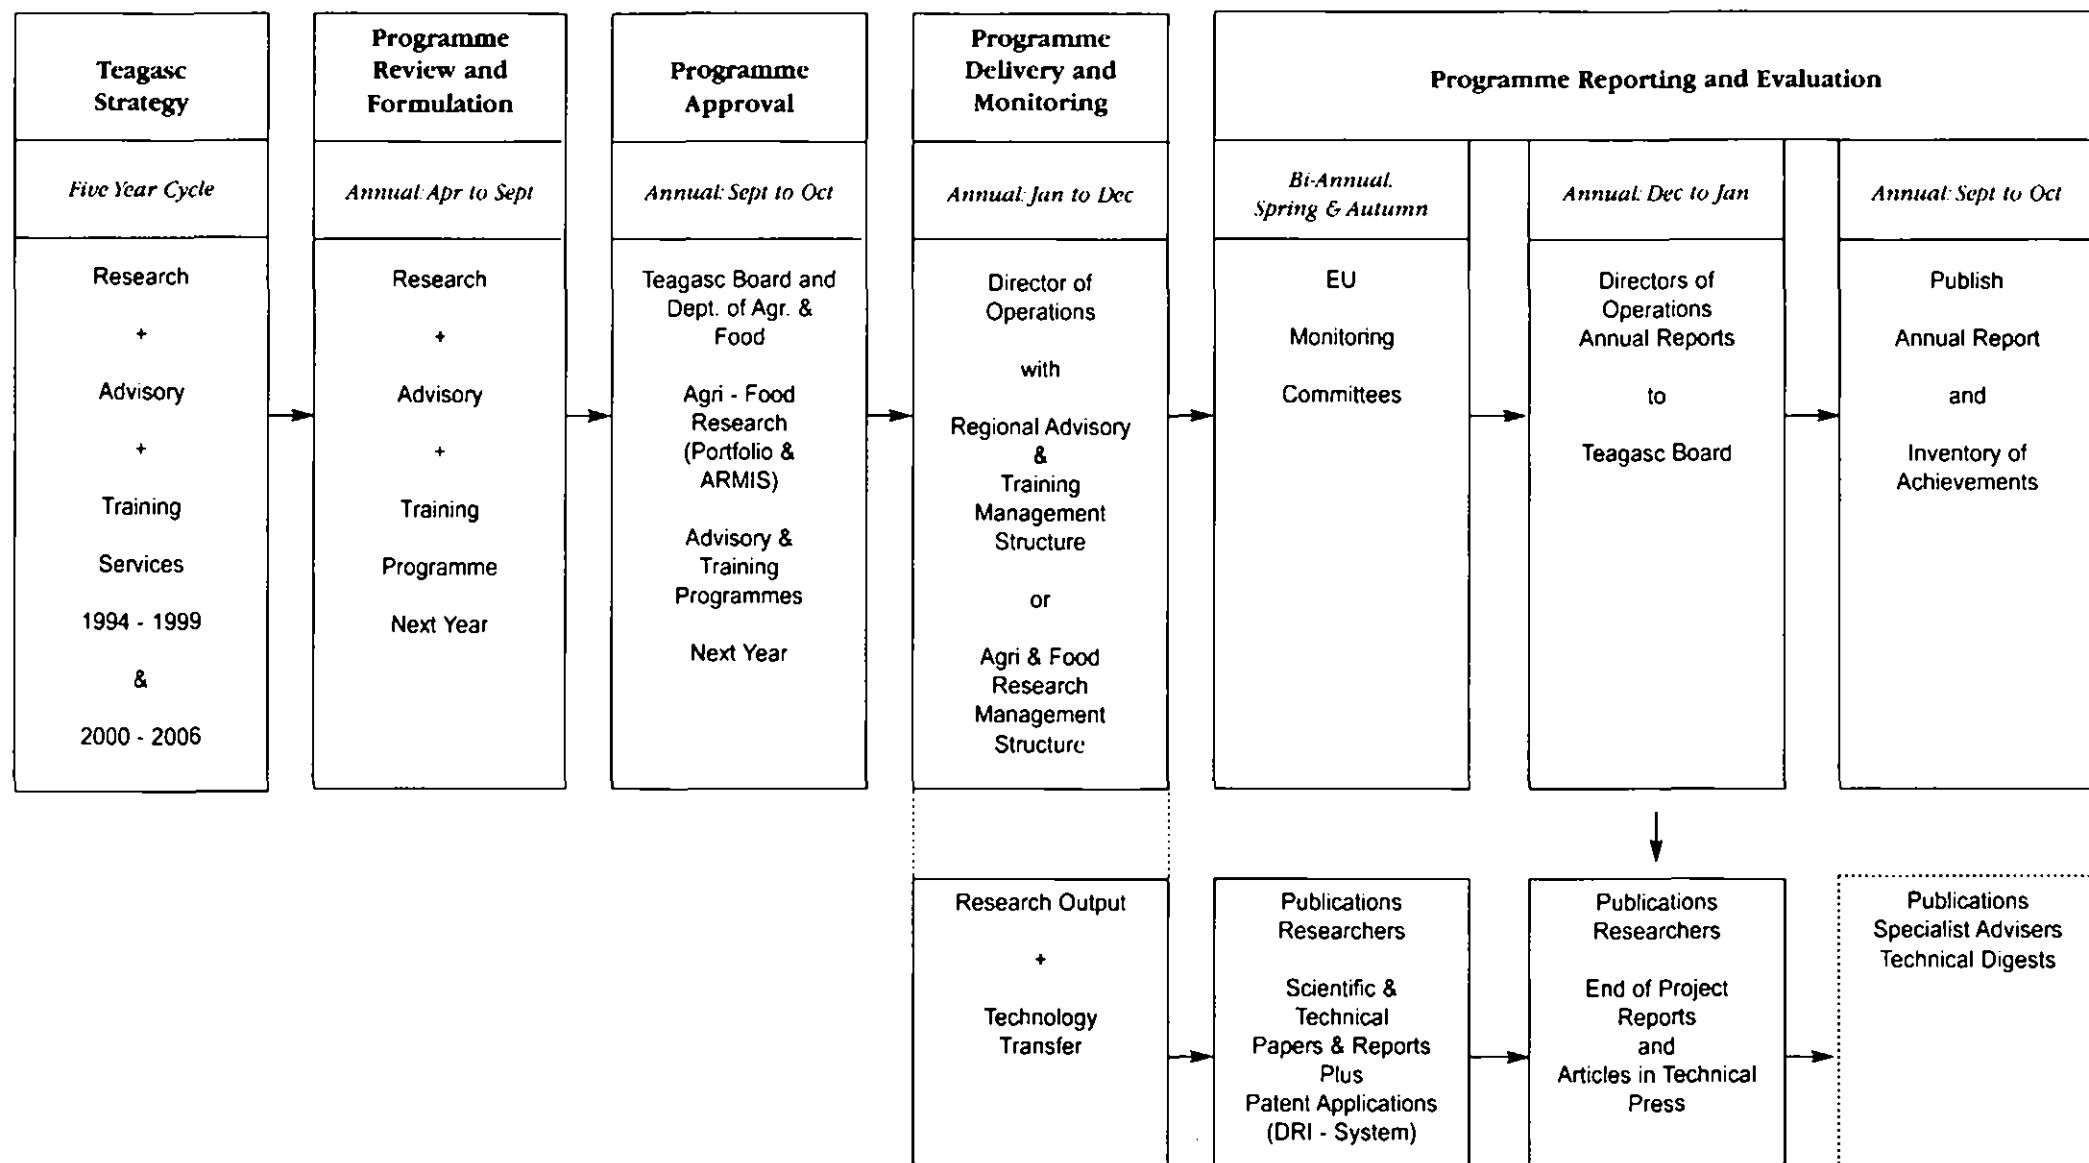 Teagasc
Strategy
Five Year Cycle
Research
+
Advisory
+
Training
Services
1994 - 1999
&
2000 - 2006
Programme
Review and
Formulation
Annual: Apr to Sept
Research
+
Advisory
+
Training
Programme
Next Year
Programme
Approval
Annual: Sept to Oct
Teagasc Board and
Dept. of Agr. &
Food
Agri - Food
Research
(Portfolio &
ARMIS)
Advisory &
Training
Programmes
Next Year
Programme
Delivery and
Monitoring
Annual: Jan to Dec
Director of
Operations
with
Regional Advisory
&
Training
Management
Structure
or
Agri & Food
Research
Management
Structure
Programme Reporting and Evaluation
Bi-Annual.
Spring & Autumn
EU
Monitoring
Committees
Annual: Dec to Jan
Directors of
Operations
Annual Reports
to
Teagasc Board
Annual: Sept to Oct
Publish
Annual Report
and
Inventory of
Achievements
Research Output
+
Technology
Transfer
Publications
Researchers
Scientific &
Technical
Papers & Reports
Plus
Patent Applications
(DRI - System)
Publications
Researchers
End of Project
Reports
and
Articles in Technical
Press
Publications
Specialist Advisers
Technical Digests